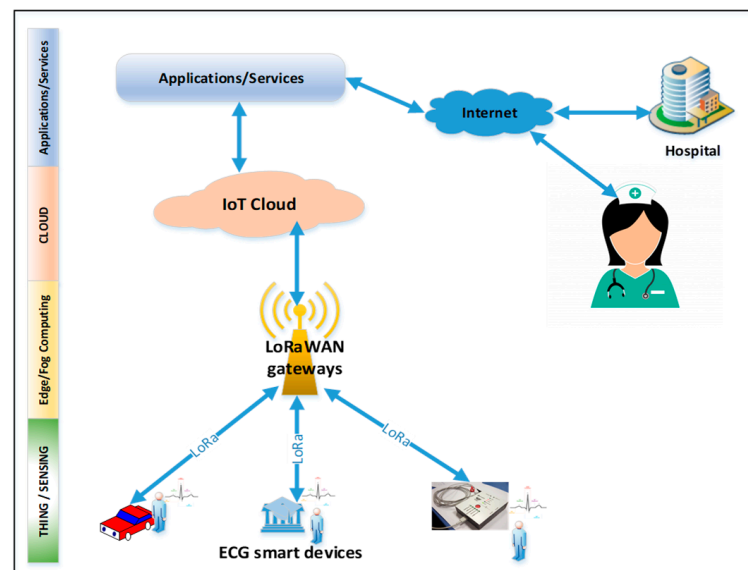 Applications/Services
CLOUD
Edge/Fog Computing
THING / SENSING
Applications/Services
Internet
Hospital
IoT Cloud
LoRaWAN
gateways
LoRa
LoRa
LoRa
ECG smart devices